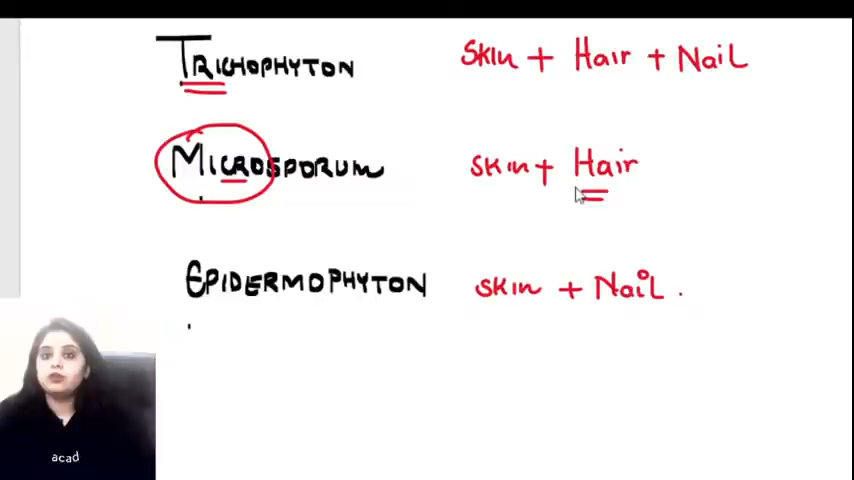 TRICHOPHYTON Skin + Hair + Nail
MICROSPORUM skin + Hair
EPIDERMOPHYTON skin + Nail .
acad